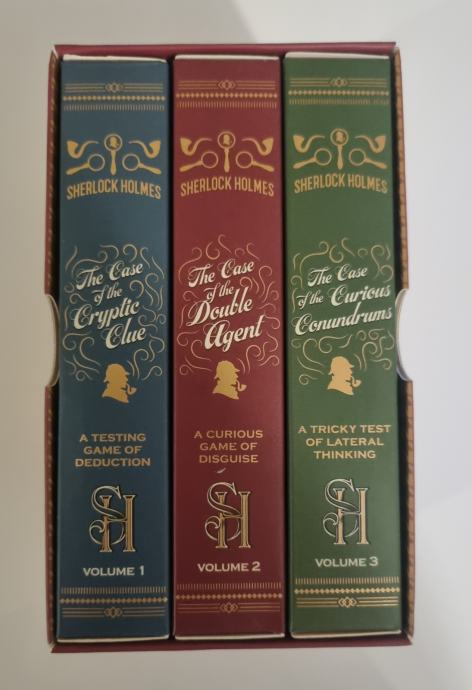 SHERLOCK HOLMES
The Case
of the
Cryptic
Clue
A TESTING
GAME OF
DEDUCTION
SH
VOLUME 1
SHERLOCK HOLMES
The Case
of the
Double
Agent
A CURIOUS
GAME OF
DISGUISE
SH
VOLUME 2
SHERLOCK HOLMES
The Case
of the Curious
Conundrums
A TRICKY TEST
OF LATERAL
THINKING
SH
VOLUME 3